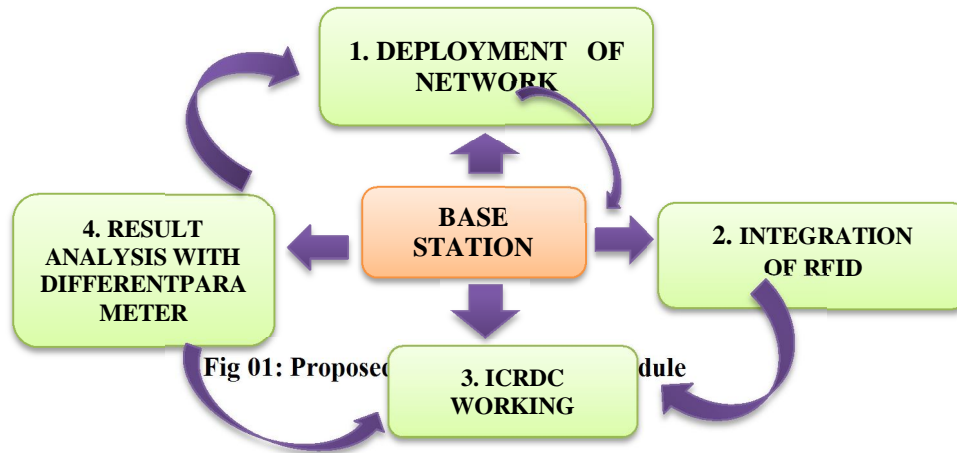 1. DEPLOYMENT OF
NETWORK
BASE
STATION
2. INTEGRATION
OF RFID
4. RESULT
ANALYSIS WITH
DIFFERENTPARA
METER
3. ICRDC
WORKING
Fig 01: Proposed dule